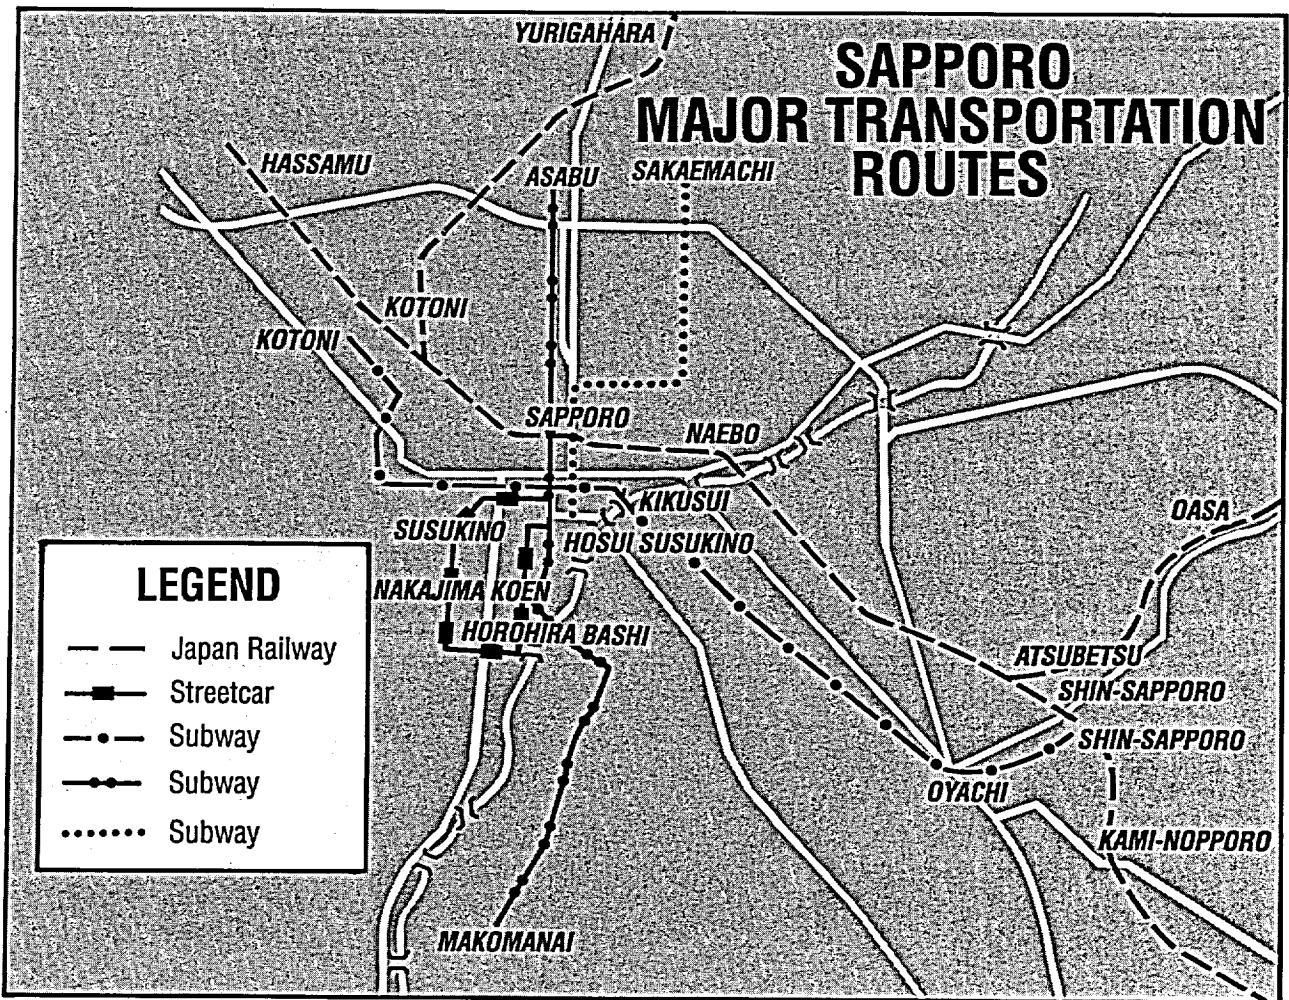 YURIGAHARA
SAPPORO
MAJOR TRANSPORTATION
ROUTES
HASSAMU
ASABU
SAKAEMACHI
KOTONI
KOTONI
SAPPORO
NAEBO
KIKUSUI
OASA
SUSUKINO
HOSUI SUSUKINO
NAKAJIMA KOEN
HOROHIRA BASHI
ATSUBETSU
SHIN-SAPPORO
SHIN-SAPPORO
OYACHI
KAMI-NOPPORO
MAKOMANAI
LEGEND
Japan Railway
Streetcar
Subway
Subway
Subway